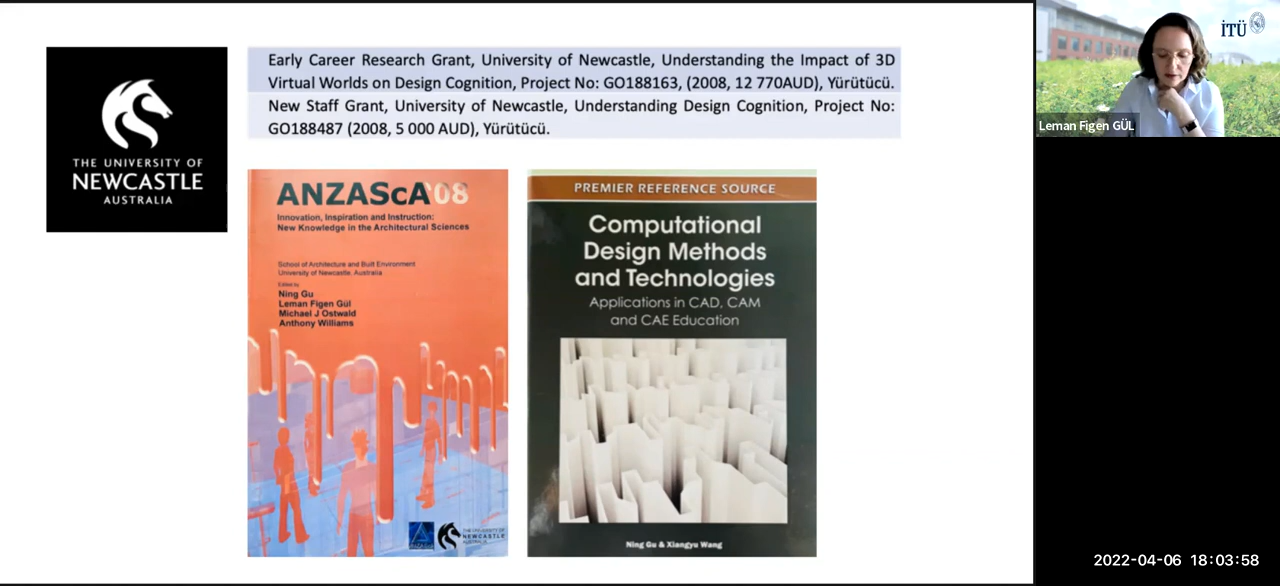 THE UNIVERSITY OF
NEWCASTLE
AUSTRALIA
Early Career Research Grant, University of Newcastle, Understanding the Impact of 3D
Virtual Worlds on Design Cognition, Project No: GO188163, (2008, 12 770AUD), Yürütücü.
New Staff Grant, University of Newcastle, Understanding Design Cognition, Project No:
GO188487 (2008, 5 000 AUD), Yürütücü.
ANZAScA'08
Innovation, Inspiration and Instruction:
New Knowledge in the Architectural Sciences
School of Architecture and Built Environment
University of Newcastle, Australia
Edited by
Ning Gu
Leman Figen Gül
Michael J Ostwald
Anthony Williams
THE UNIVERSITY OF
NEWCASTLE
AUSTRALIA
PREMIER REFERENCE SOURCE
Computational
Design Methods
and Technologies
Applications in CAD, CAM
and CAE Education
Ning Gu & Xiangyu Wang
İTÜ
Leman Figen GÜL
2022-04-06 18:03:58